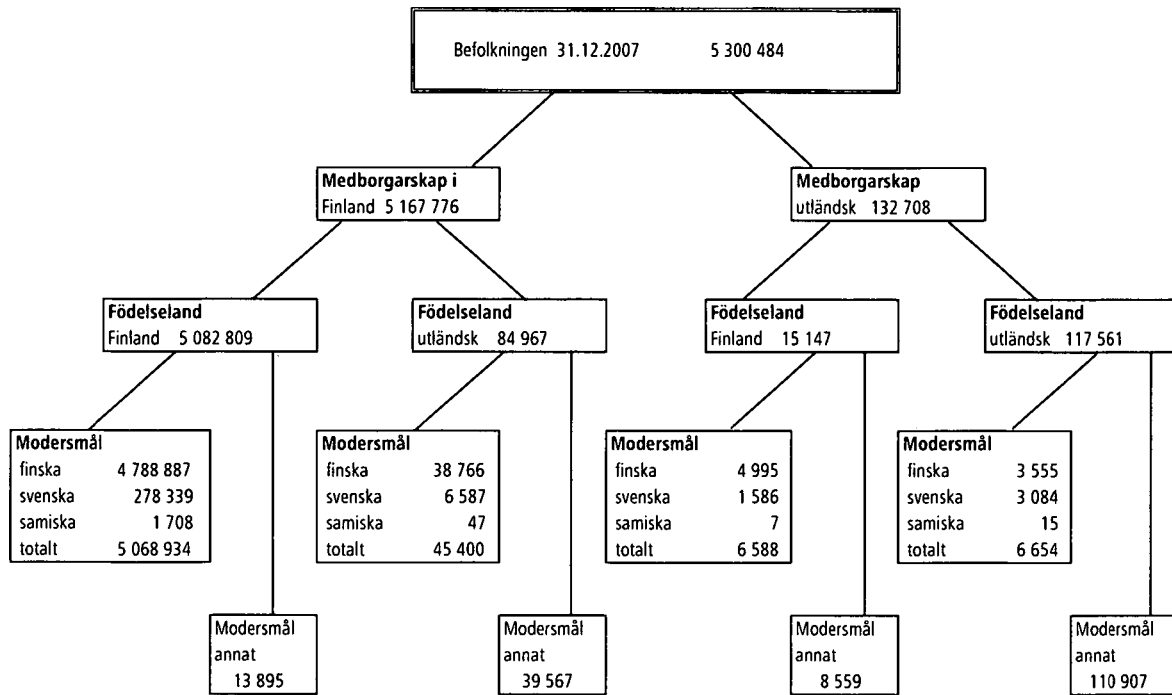 Befolkningen 31.12.2007 5 300 484
Medborgarskap i
Finland 5 167 776
Medborgarskap
utländsk 132 708
Födelseland
Finland 5 082 809
Födelseland
utländsk 84 967
Födelseland
Finland 15 147
Födelseland
utländsk 117 561
Modersmål
finska 4 788 887
svenska 278 339
samiska 1 708
totalt 5 068 934
Modersmål
finska 38 766
svenska 6 587
samiska 47
totalt 45 400
Modersmål
finska 4 995
svenska 1 586
samiska 7
totalt 6 588
Modersmål
finska 3 555
svenska 3 084
samiska 15
totalt 6 654
Modersmål
annat
13 895
Modersmål
annat
39 567
Modersmål
annat
8 559
Modersmål
annat
110 907